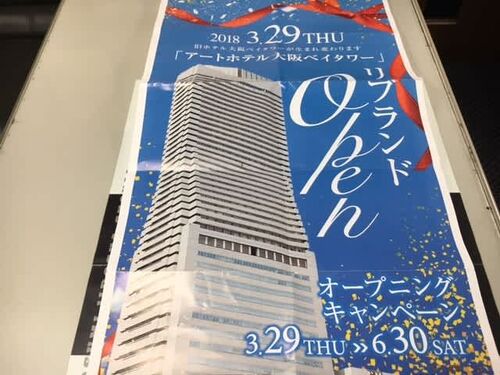 2018 3.29 THU
旧ホテル大阪ベイタワーが生まれ変わります
「アートホテル大阪ベイタワー」
リブランド
Open
オープニング
キャンペーン
3.29 THU » 6.30 SAT